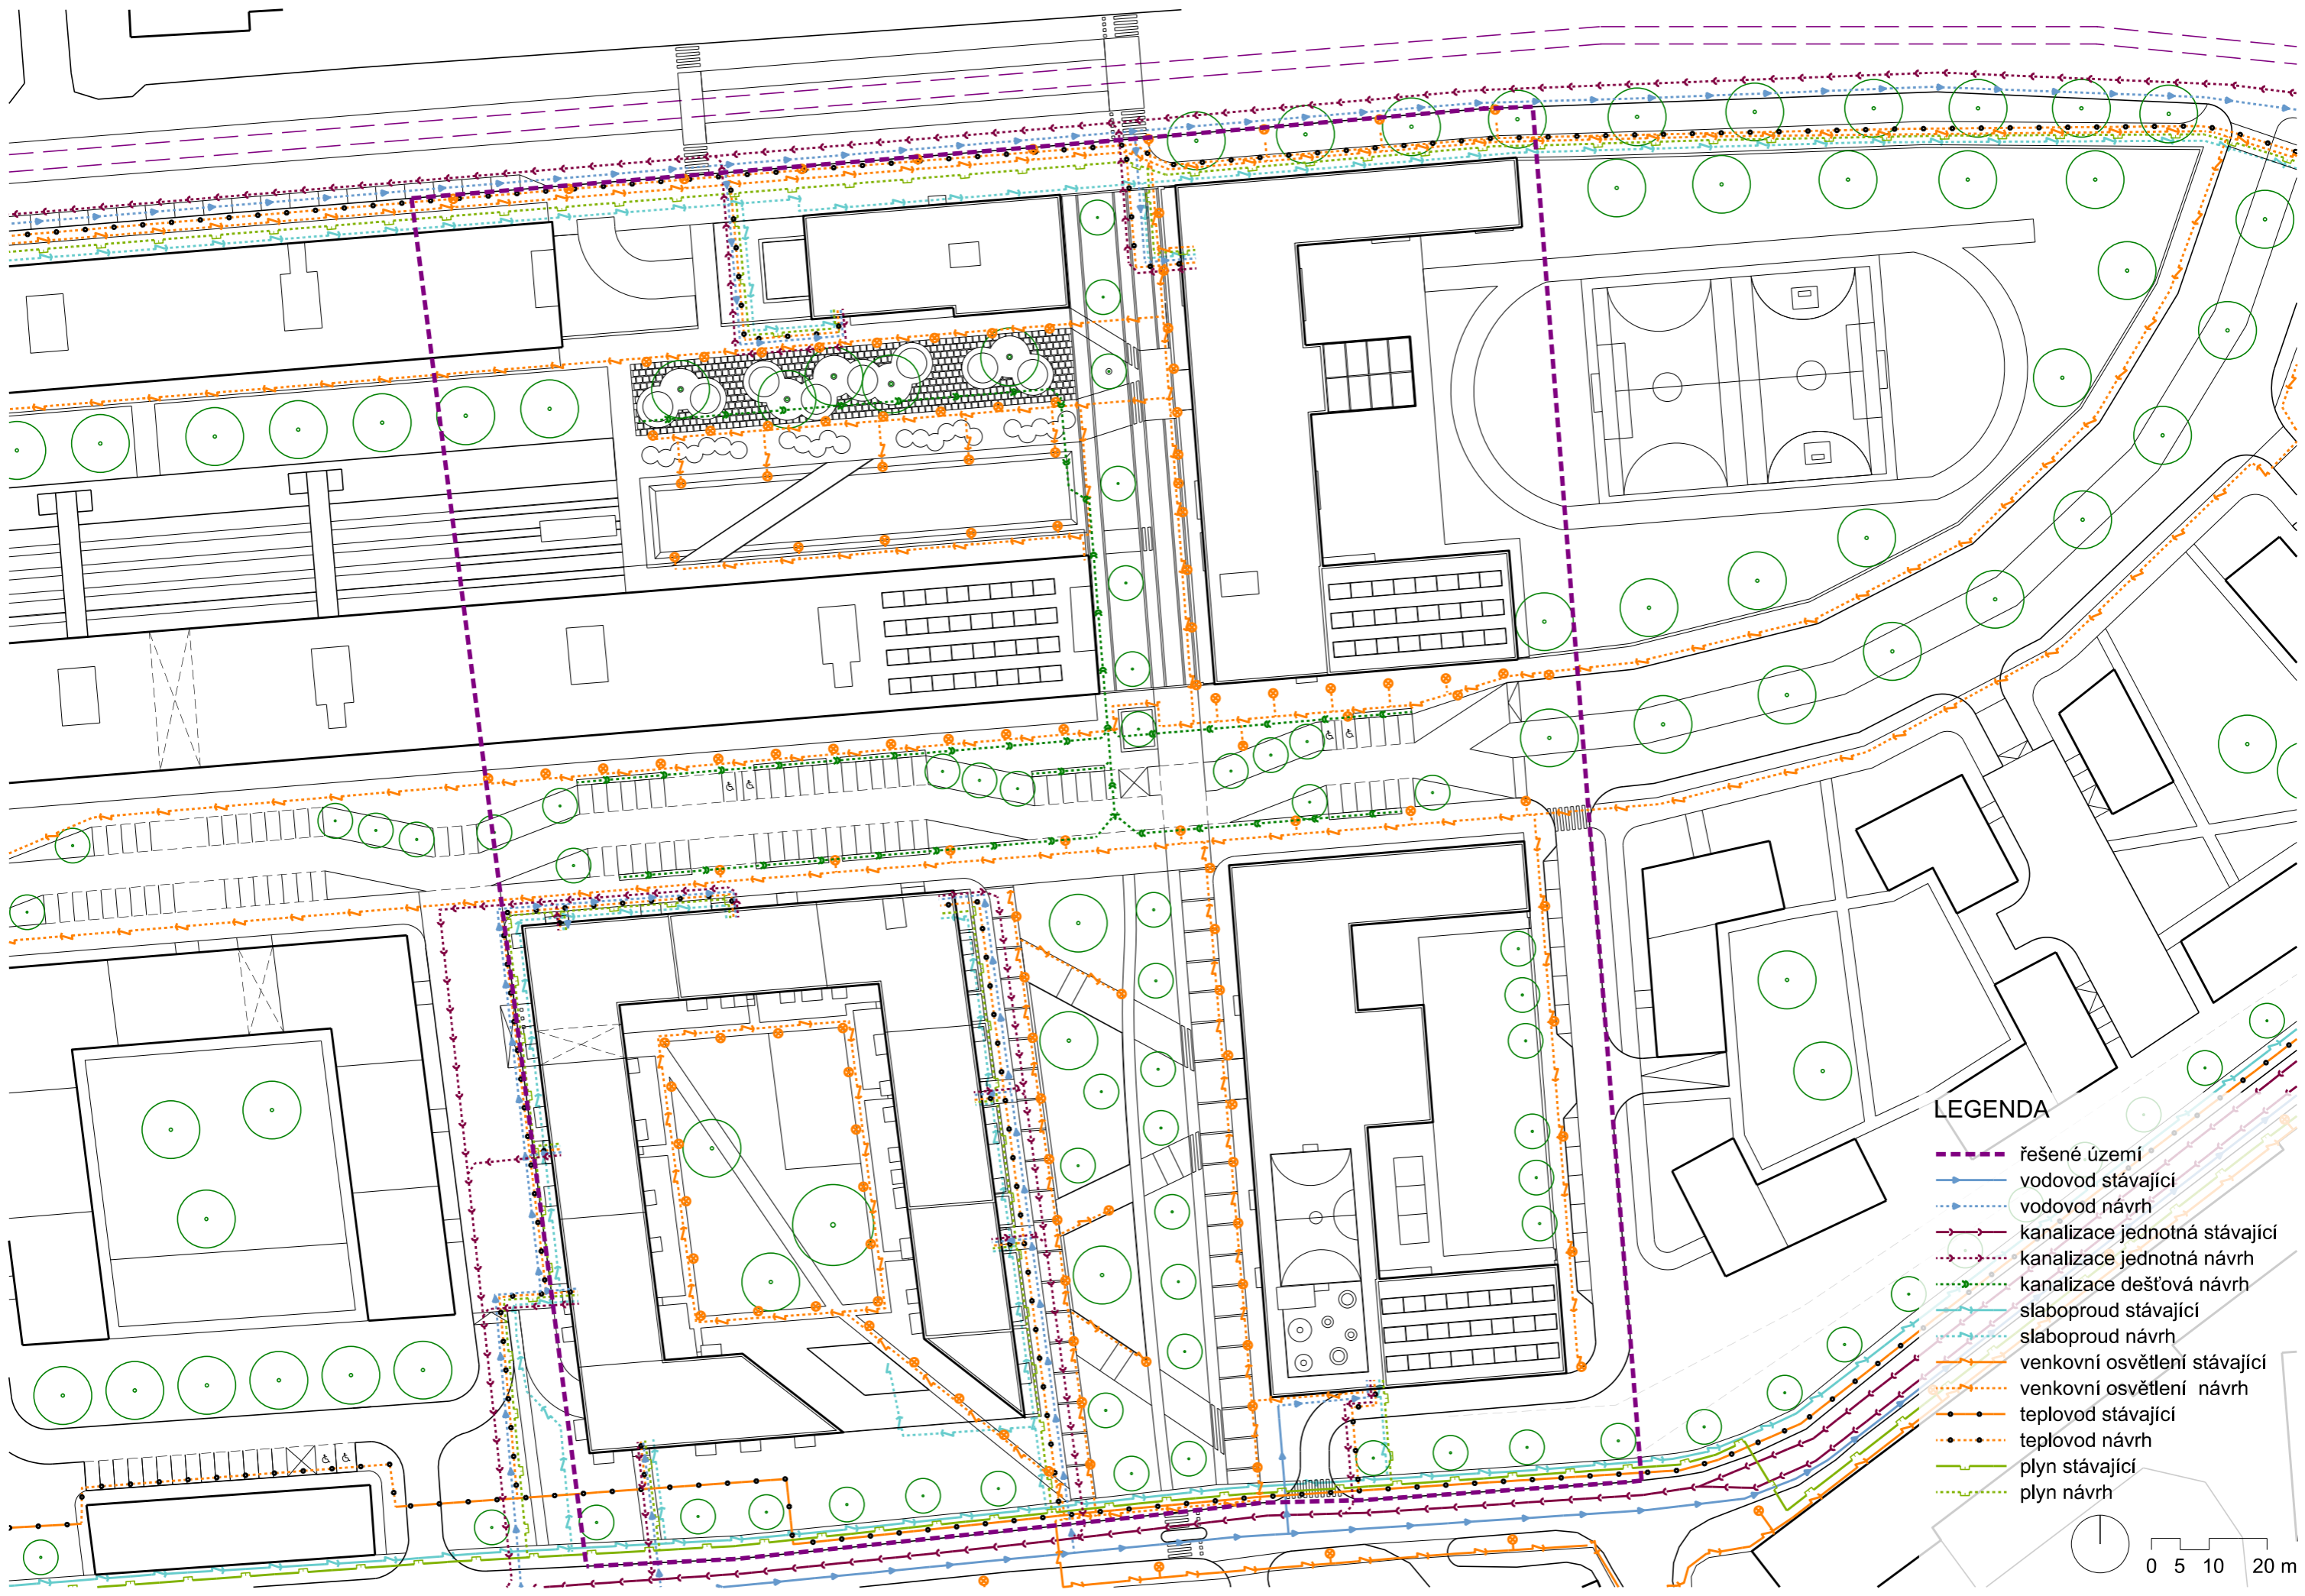 LEGENDA
řešené území
vodovod stávající
vodovod návrh
kanalizace jednotná stávající
kanalizace jednotná návrh
kanalizace dešťová návrh
slaboproud stávající
slaboproud návrh
venkovní osvětlení stávající
venkovní osvětlení návrh
teplovod stávající
teplovod návrh
plyn stávající
plyn návrh
0 5 10 20 m